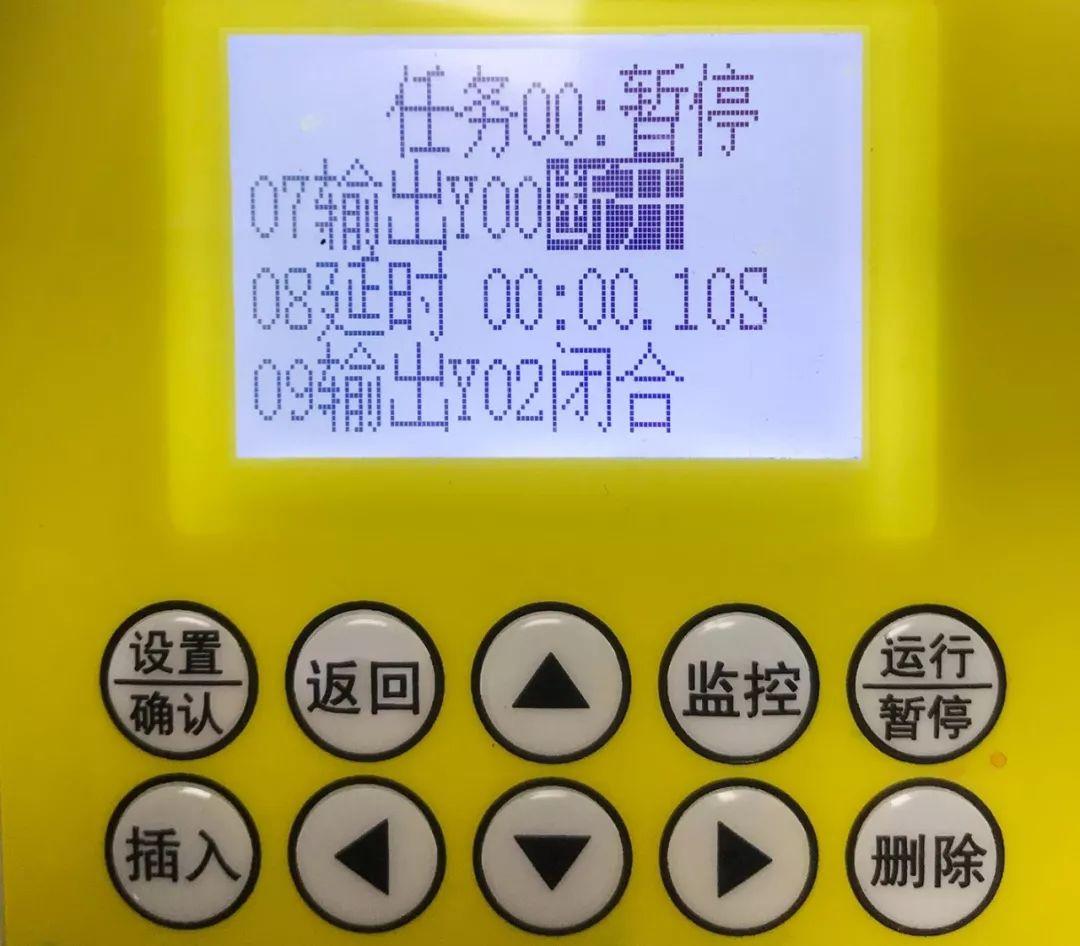 任务00:暂停
07输出Y00断开
08延时 00:00.10S
09输出Y02闭合
设置
确认
返回
▲
监控
运行
暂停
插入
◀
▼
▶
删除